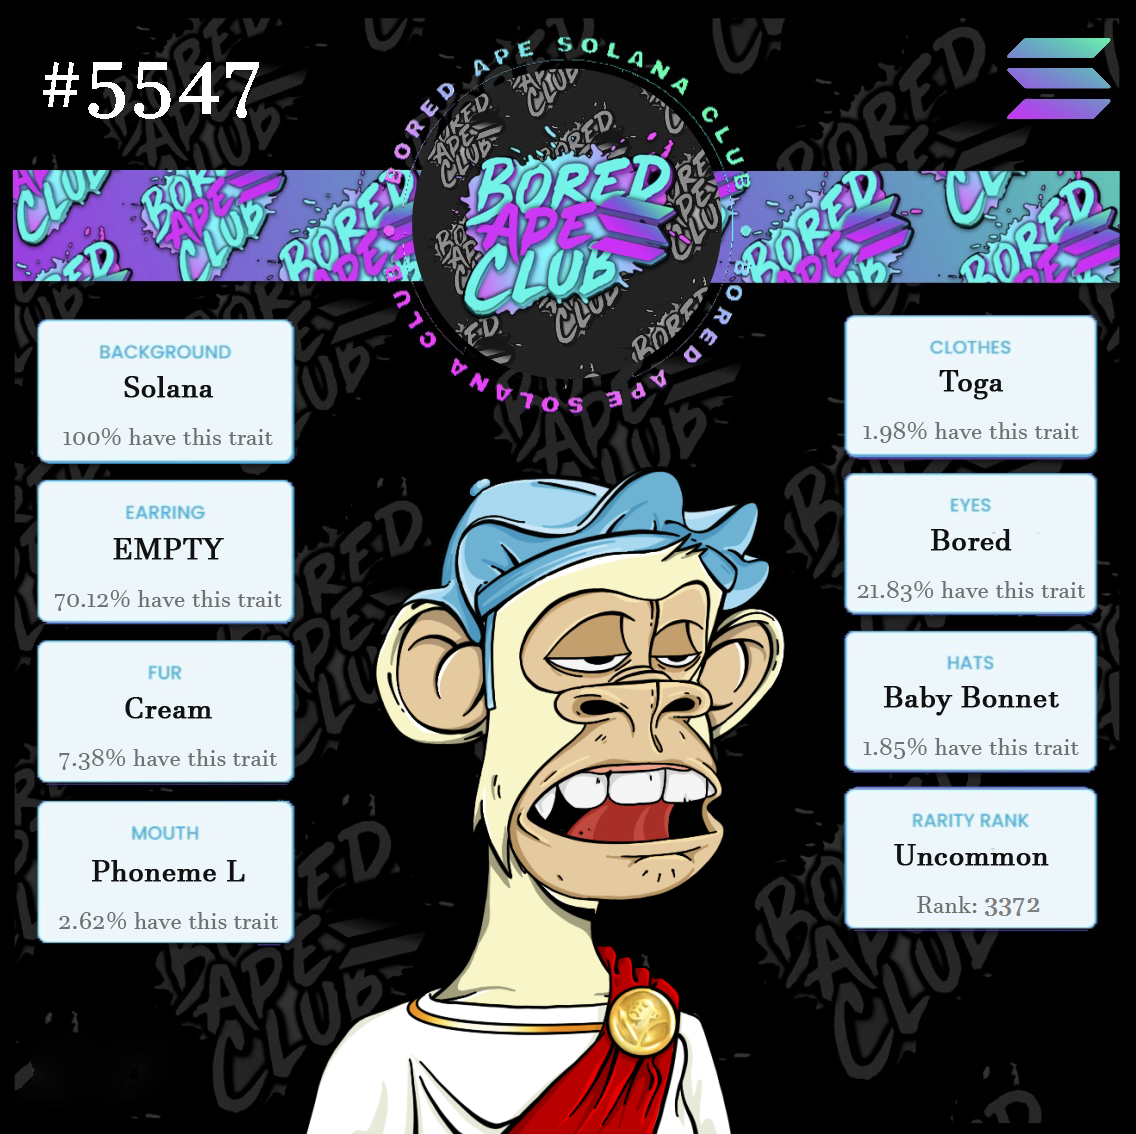 #5547
BORED APE SOLANA CLUB
BORED APE SOLANA CLUB
BORED
APE
CLUB
BACKGROUND
Solana
100% have this trait
EARRING
EMPTY
70.12% have this trait
FUR
Cream
7.38% have this trait
MOUTH
Phoneme L
2.62% have this trait
CLOTHES
Toga
1.98% have this trait
EYES
Bored
21.83% have this trait
HATS
Baby Bonnet
1.85% have this trait
RARITY RANK
Uncommon
Rank: 3372